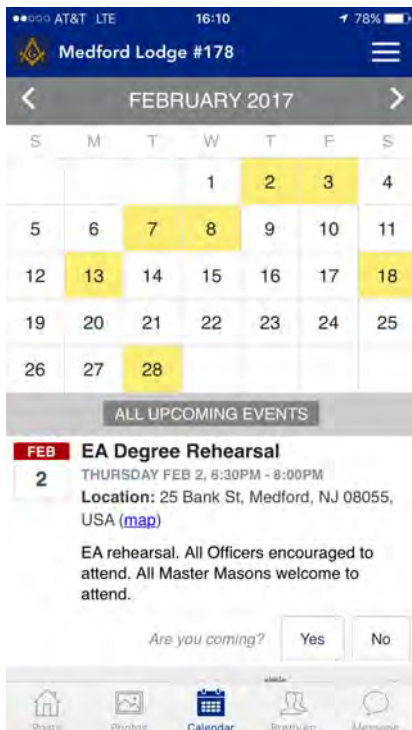 AT&T LTE 16:10 78%
Medford Lodge #178
FEBRUARY 2017
S M T W T F S
1 2 3 4
5 6 7 8 9 10 11
12 13 14 15 16 17 18
19 20 21 22 23 24 25
26 27 28
ALL UPCOMING EVENTS
FEB
2
EA Degree Rehearsal
THURSDAY FEB 2, 6:30PM - 8:00PM
Location: 25 Bank St, Medford, NJ 08055,
USA (map)
EA rehearsal. All Officers encouraged to
attend. All Master Masons welcome to
attend.
Are you coming? Yes No
Posts Photos Calendar Brethren Message